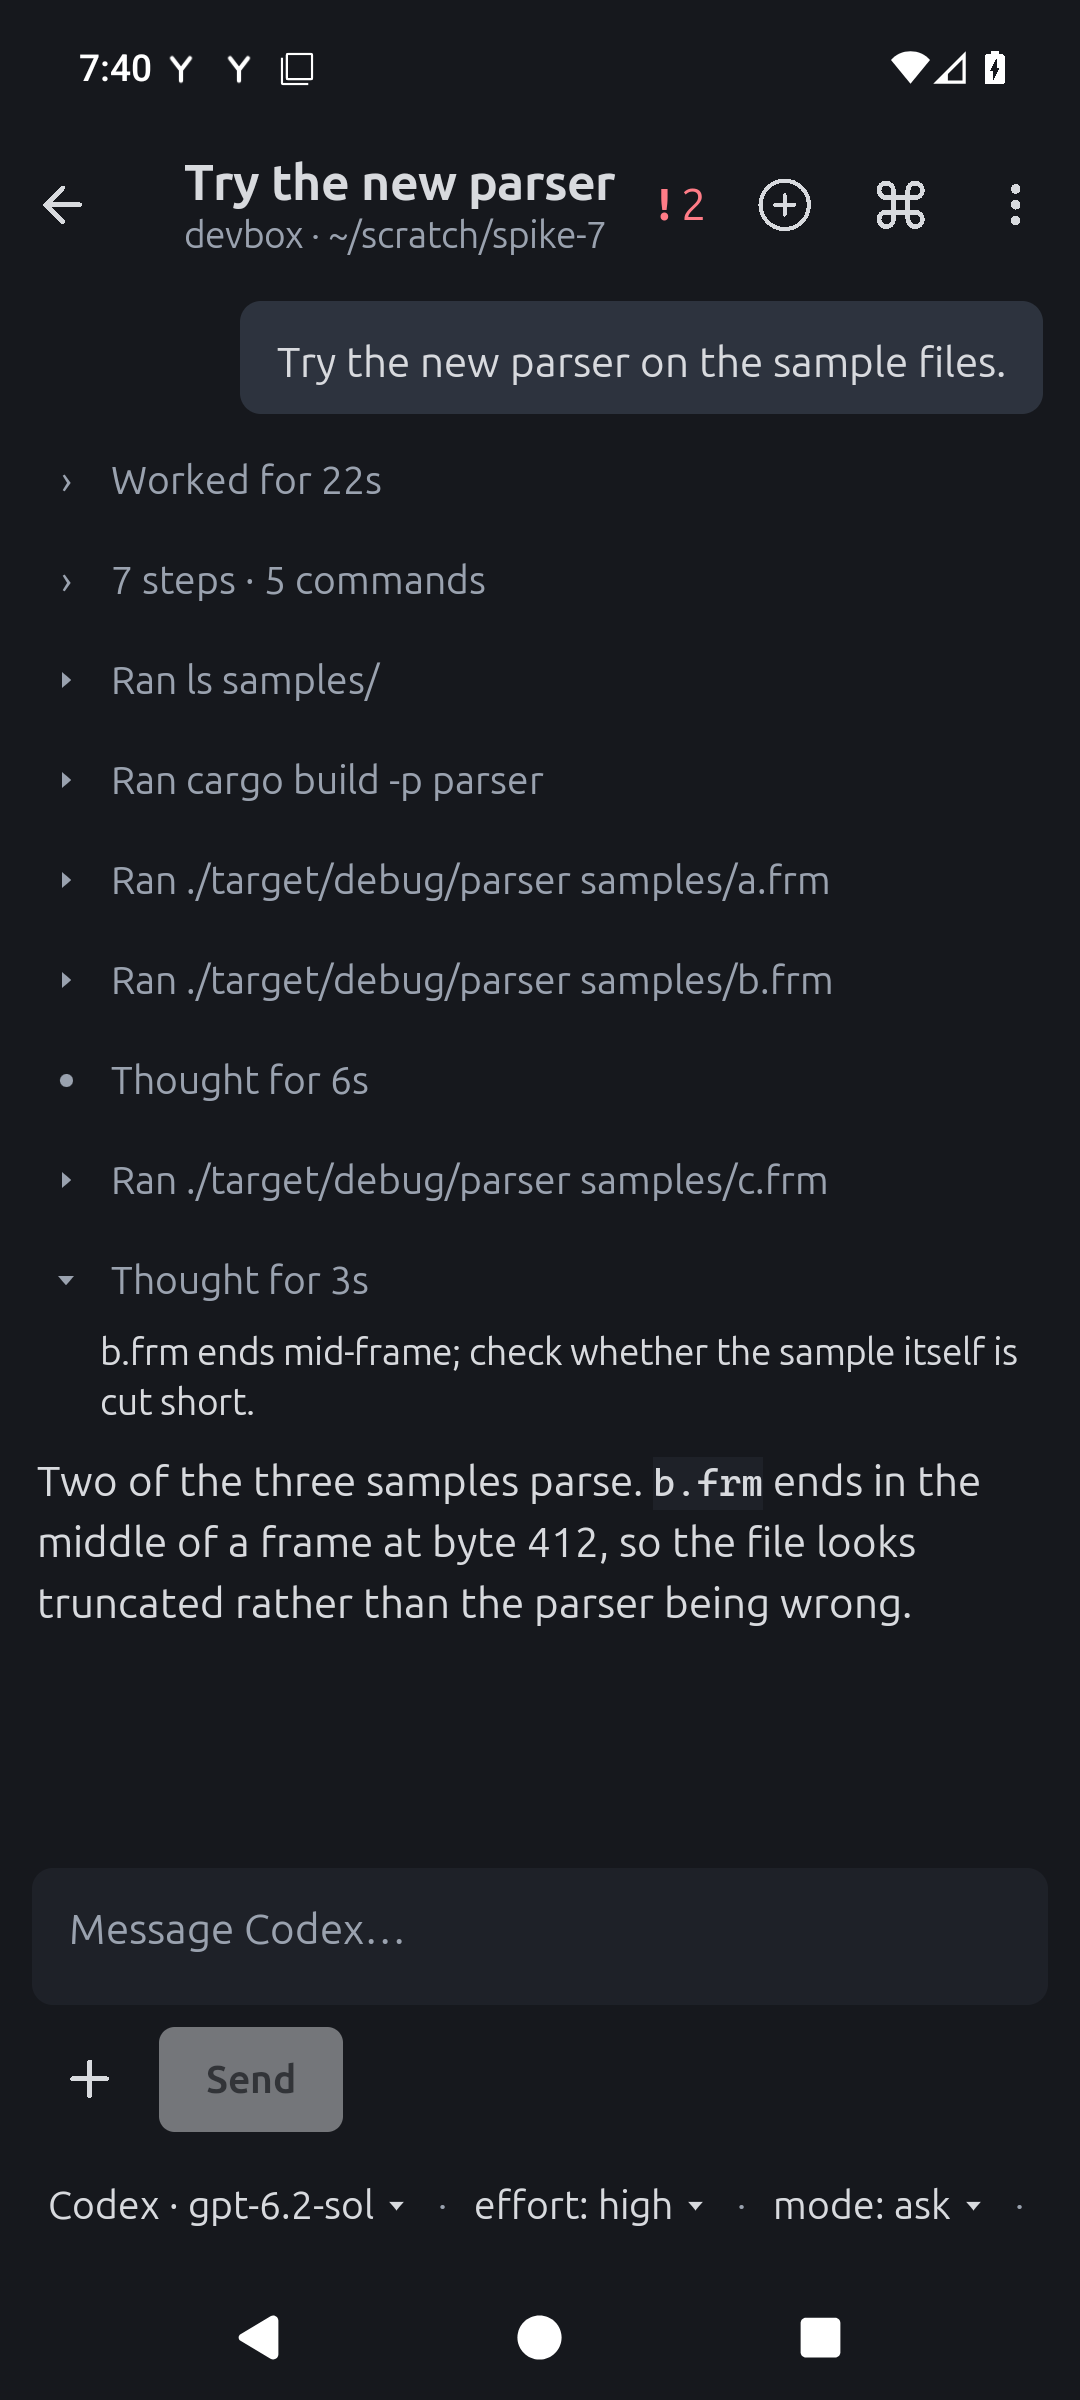 7:40
Try the new parser
devbox · ~/scratch/spike-7
! 2
Try the new parser on the sample files.
› Worked for 22s
› 7 steps · 5 commands
Ran ls samples/
Ran cargo build -p parser
Ran ./target/debug/parser samples/a.frm
Ran ./target/debug/parser samples/b.frm
• Thought for 6s
Ran ./target/debug/parser samples/c.frm
Thought for 3s
b.frm ends mid-frame; check whether the sample itself is
cut short.
Two of the three samples parse. b.frm ends in the
middle of a frame at byte 412, so the file looks
truncated rather than the parser being wrong.
Message Codex…
Send
Codex · gpt-6.2-sol · effort: high · mode: ask ·